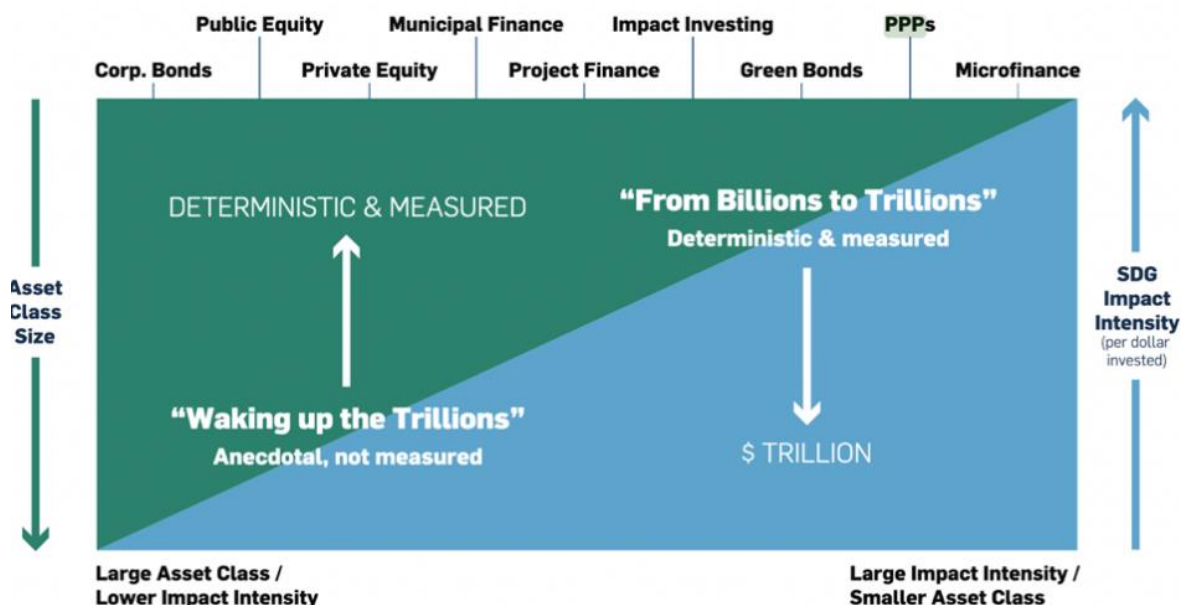 Public Equity
Municipal Finance
Impact Investing
PPPs
Corp. Bonds
Private Equity
Project Finance
Green Bonds
Microfinance
DETERMINISTIC & MEASURED
“From Billions to Trillions”
Deterministic & measured
Asset
Class
Size
SDG
Impact
Intensity
(per dollar
invested)
“Waking up the Trillions”
Anecdotal, not measured
$ TRILLION
Large Asset Class /
Lower Impact Intensity
Large Impact Intensity /
Smaller Asset Class